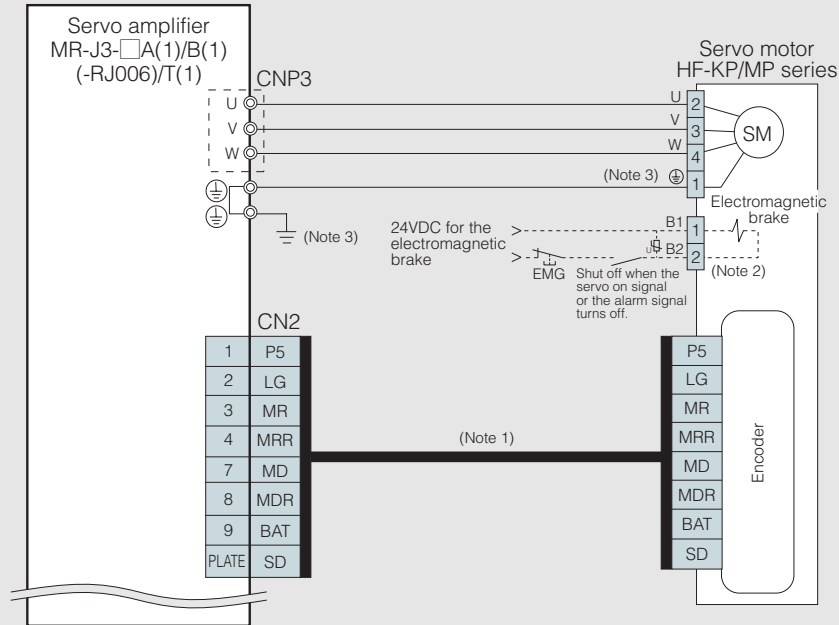 Servo amplifier
MR-J3-□A(1)/B(1)
(-RJ006)/T(1)
CNP3
U
V
W
(Note 3)
Servo motor
HF-KP/MP series
U 2
V 3
W 4
(Note 3) 1
SM
24VDC for the
electromagnetic
brake
EMG
Shut off when the
servo on signal
or the alarm signal
turns off.
U
B1 1
B2 2
Electromagnetic
brake
(Note 2)
CN2
1 P5
2 LG
3 MR
4 MRR
7 MD
8 MDR
9 BAT
PLATE SD
(Note 1)
P5
LG
MR
MRR
MD
MDR
BAT
SD
Encoder